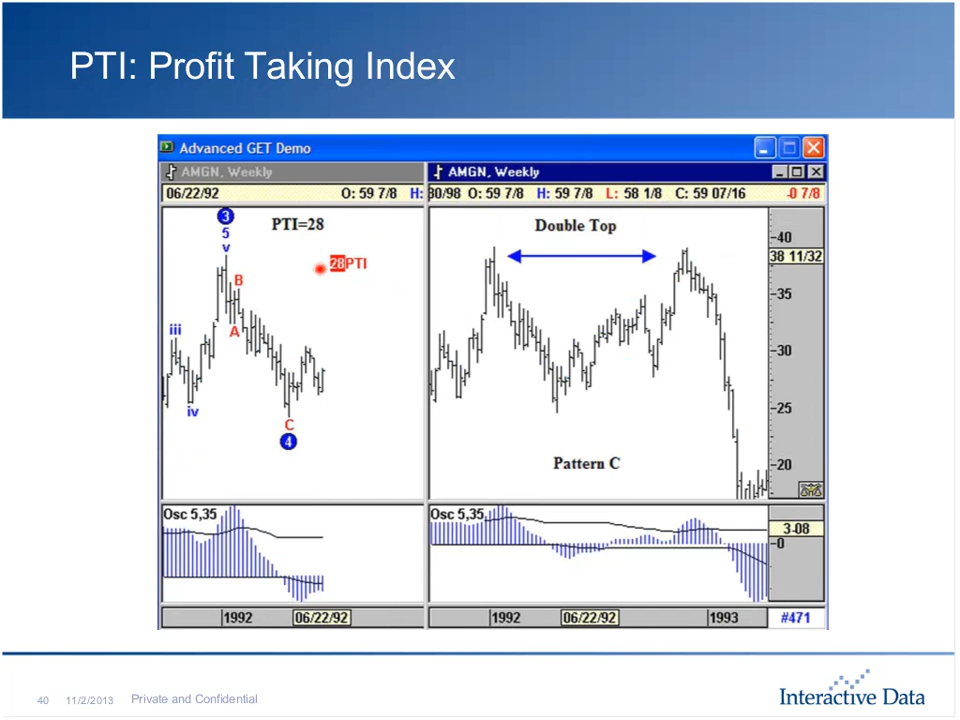 PTI: Profit Taking Index
Advanced GET Demo
AMGN, Weekly
06/22/92 O: 59 7/8 H:
3
5
v
PTI=28
28PTI
B
iii
A
iv
C
4
Osc 5,35
1992 06/22/92
AMGN, Weekly
30/98 O: 59 7/8 H: 59 7/8 L: 58 1/8 C: 59 07/16 -0 7/8
Double Top
40
38 11/32
35
30
25
20
Pattern C
Osc 5,35
3-08
0
1992 06/22/92 1993 #471
40 11/2/2013 Private and Confidential
Interactive Data